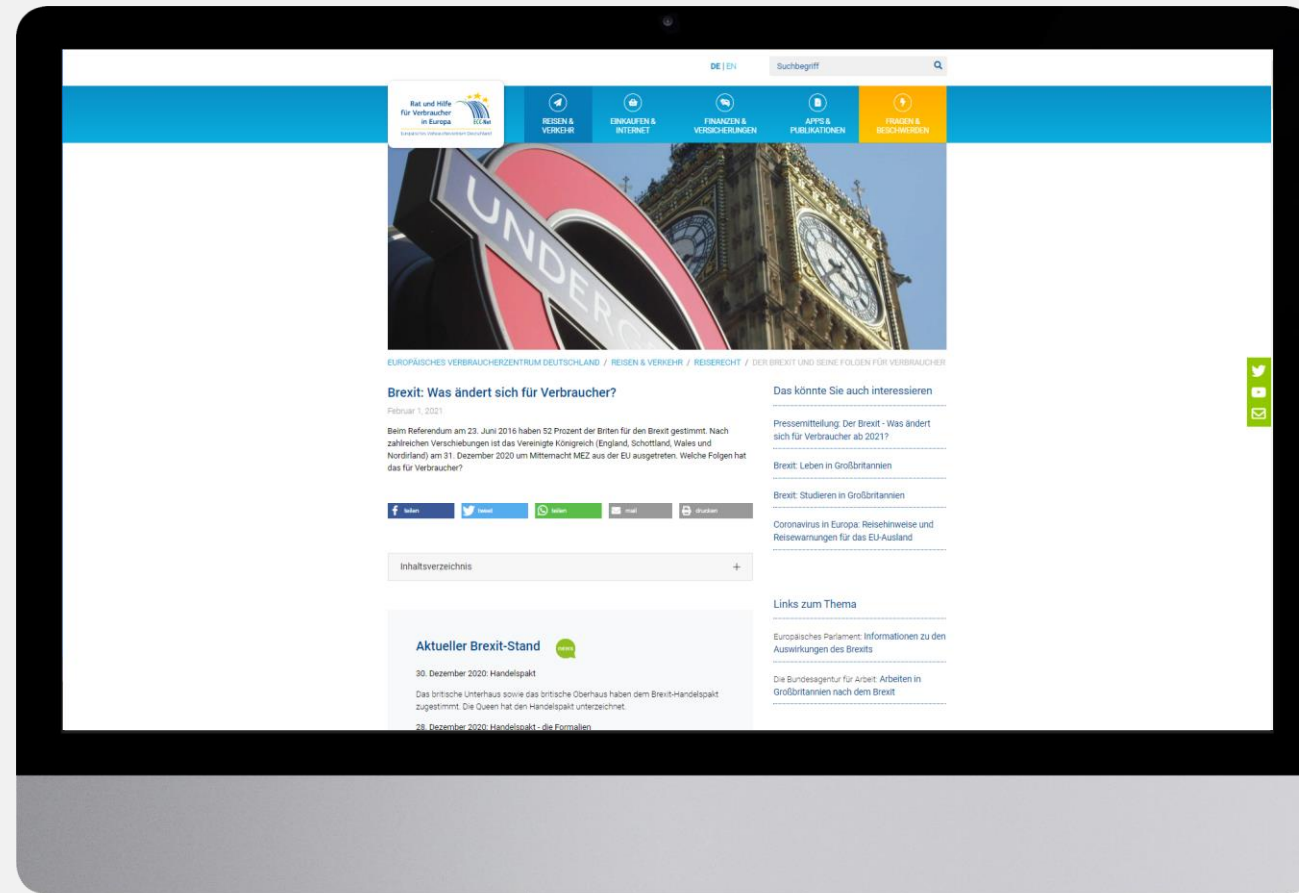 DE | EN
Suchbegriff
Rat und Hilfe
für Verbraucher
in Europa
ECC-Net
Europäisches Verbraucherzentrum Deutschland
REISEN &
VERKEHR
EINKAUFEN &
INTERNET
FINANZEN &
VERSICHERUNGEN
APPS &
PUBLIKATIONEN
FRAGEN &
BESCHWERDEN
UNDERG
EUROPÄISCHES VERBRAUCHERZENTRUM DEUTSCHLAND / REISEN & VERKEHR / REISERECHT / DER BREXIT UND SEINE FOLGEN FÜR VERBRAUCHER
Brexit: Was ändert sich für Verbraucher?
Februar 1, 2021
Beim Referendum am 23. Juni 2016 haben 52 Prozent der Briten für den Brexit gestimmt. Nach
zahlreichen Verschiebungen ist das Vereinigte Königreich (England, Schottland, Wales und
Nordirland) am 31. Dezember 2020 um Mitternacht MEZ aus der EU ausgetreten. Welche Folgen hat
das für Verbraucher?
teilen
tweet
teilen
mail
drucken
Inhaltsverzeichnis
Aktueller Brexit-Stand
news
30. Dezember 2020: Handelspakt
Das britische Unterhaus sowie das britische Oberhaus haben dem Brexit-Handelspakt
zugestimmt. Die Queen hat den Handelspakt unterzeichnet.
28. Dezember 2020: Handelspakt - die Formalien
Das könnte Sie auch interessieren
Pressemitteilung: Der Brexit - Was ändert
sich für Verbraucher ab 2021?
Brexit: Leben in Großbritannien
Brexit: Studieren in Großbritannien
Coronavirus in Europa: Reisehinweise und
Reisewarnungen für das EU-Ausland
Links zum Thema
Europäisches Parlament: Informationen zu den
Auswirkungen des Brexits
Die Bundesagentur für Arbeit: Arbeiten in
Großbritannien nach dem Brexit